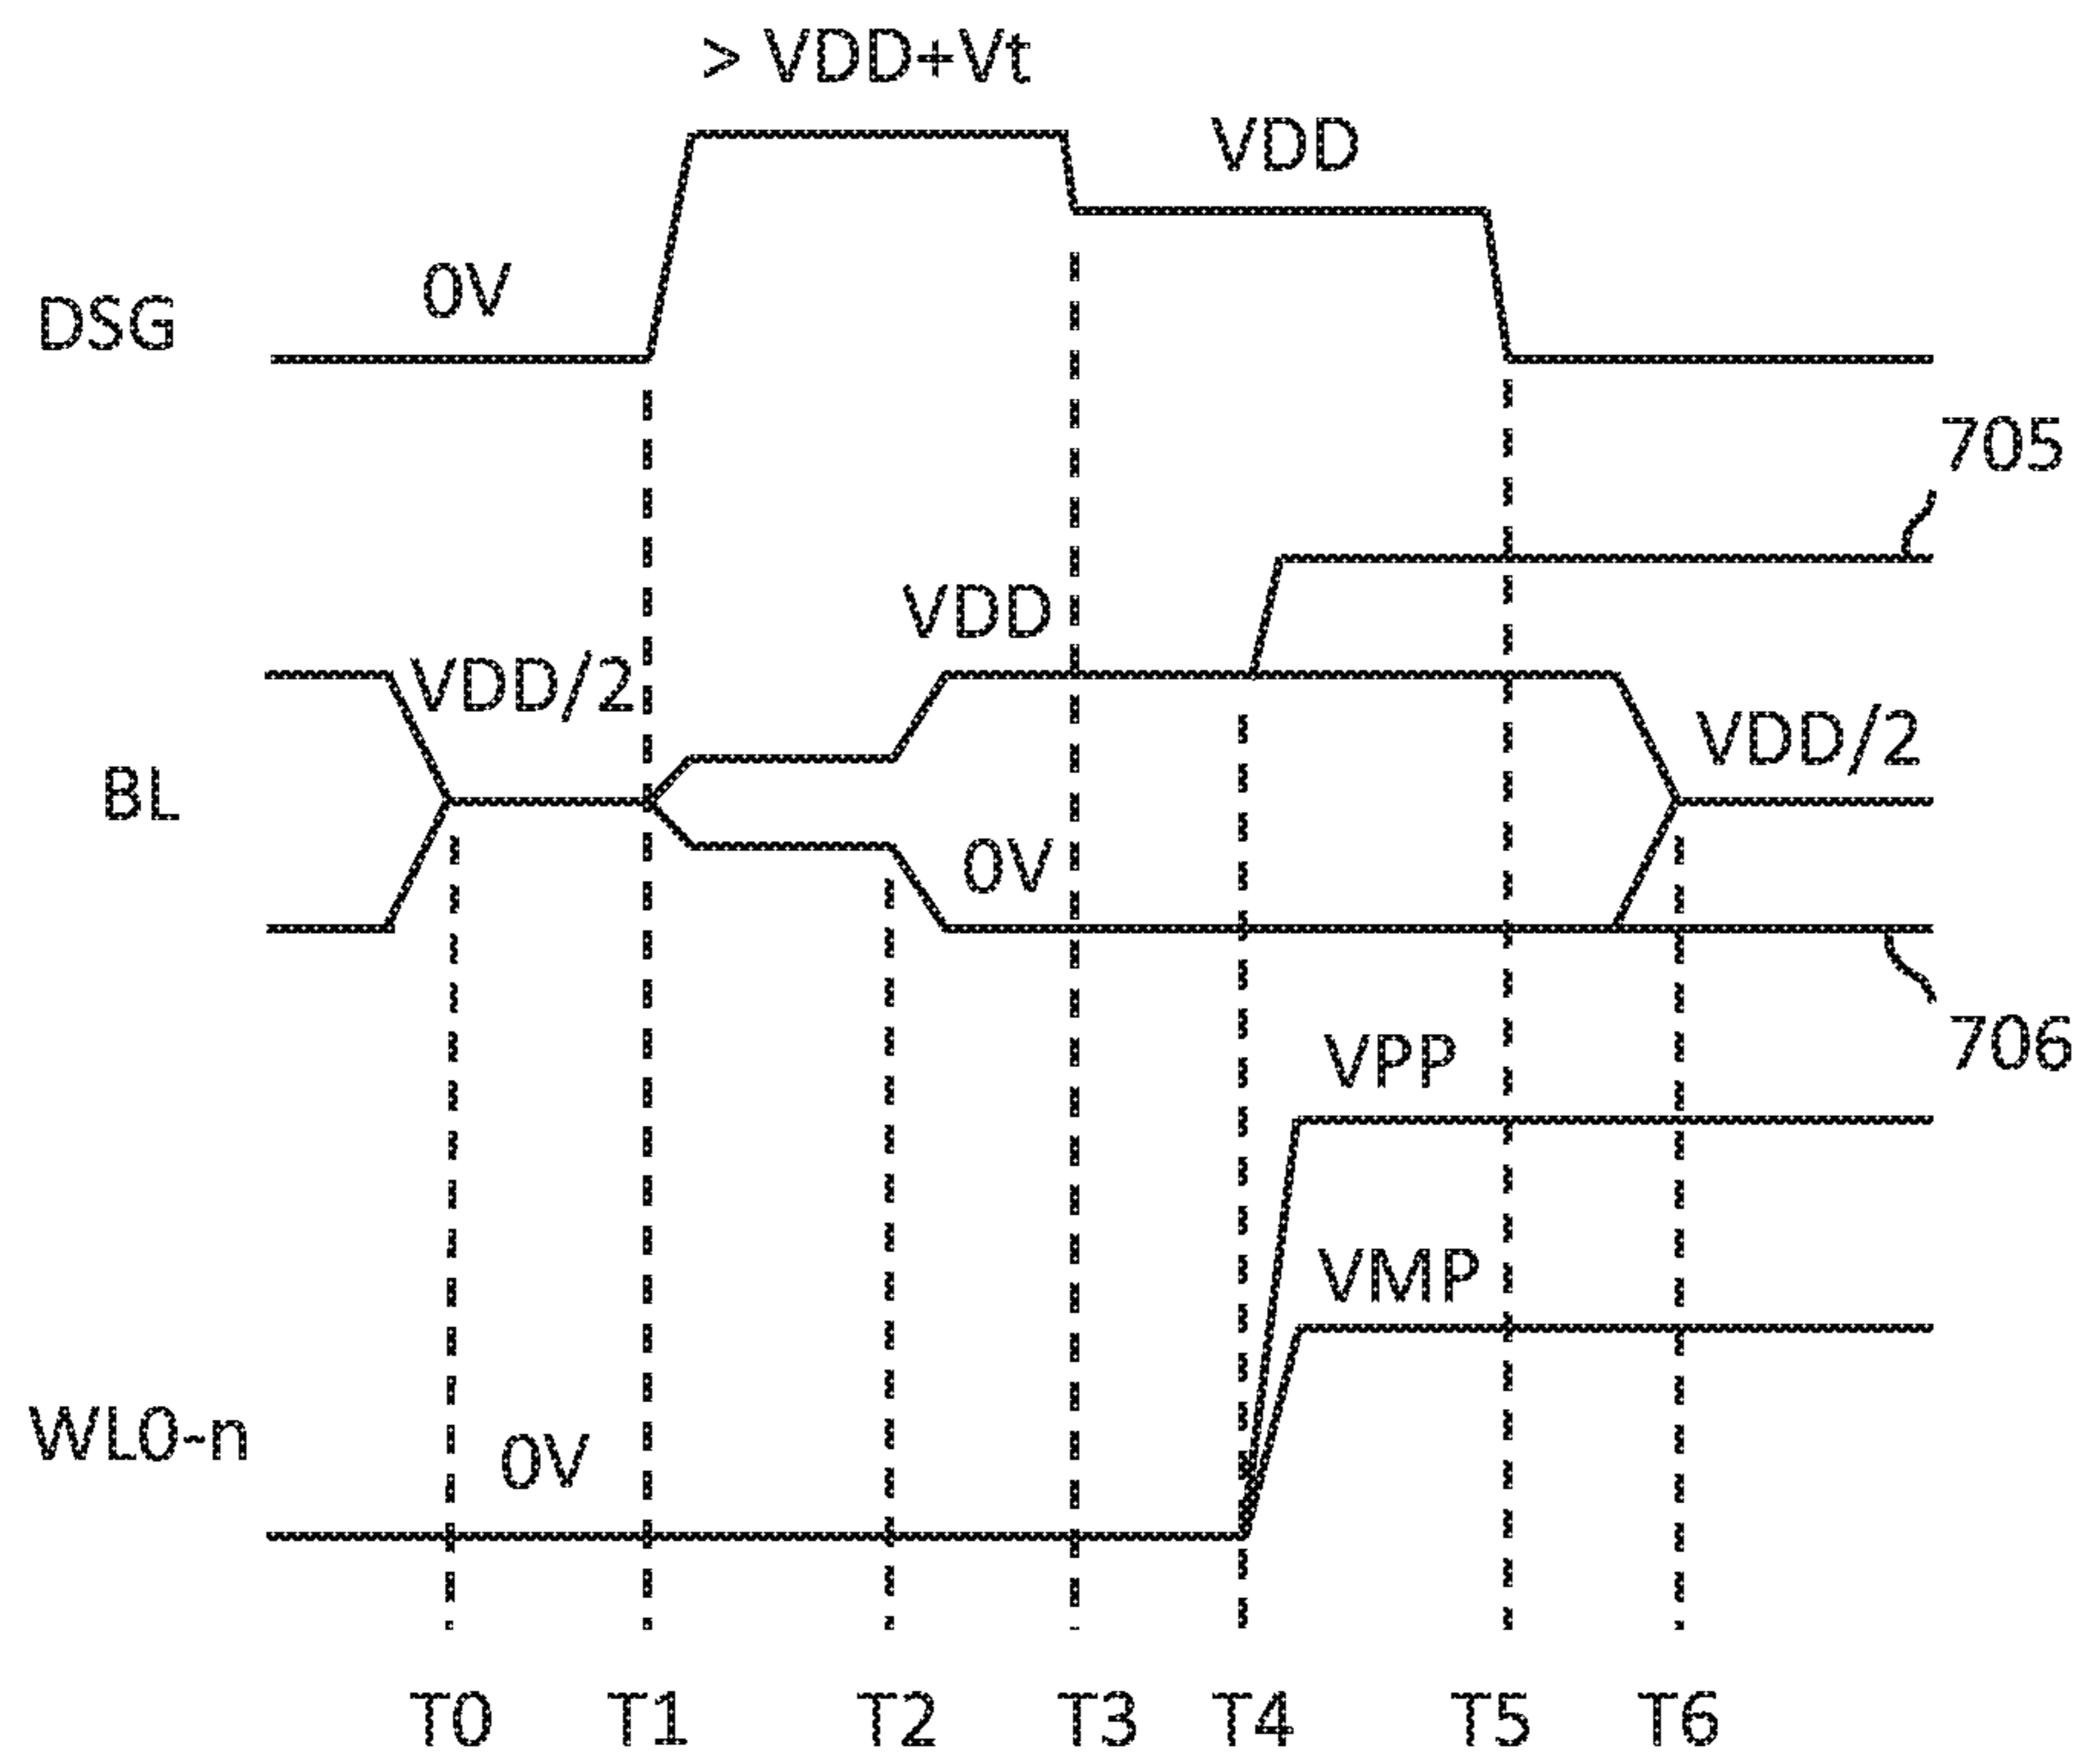 > VDD+Vt
VDD
0V
DSG
705
VDD
VDD/2
VDD/2
BL
0V
706
VPP
VMP
WL0-n
0V
T0 T1 T2 T3 T4 T5 T6